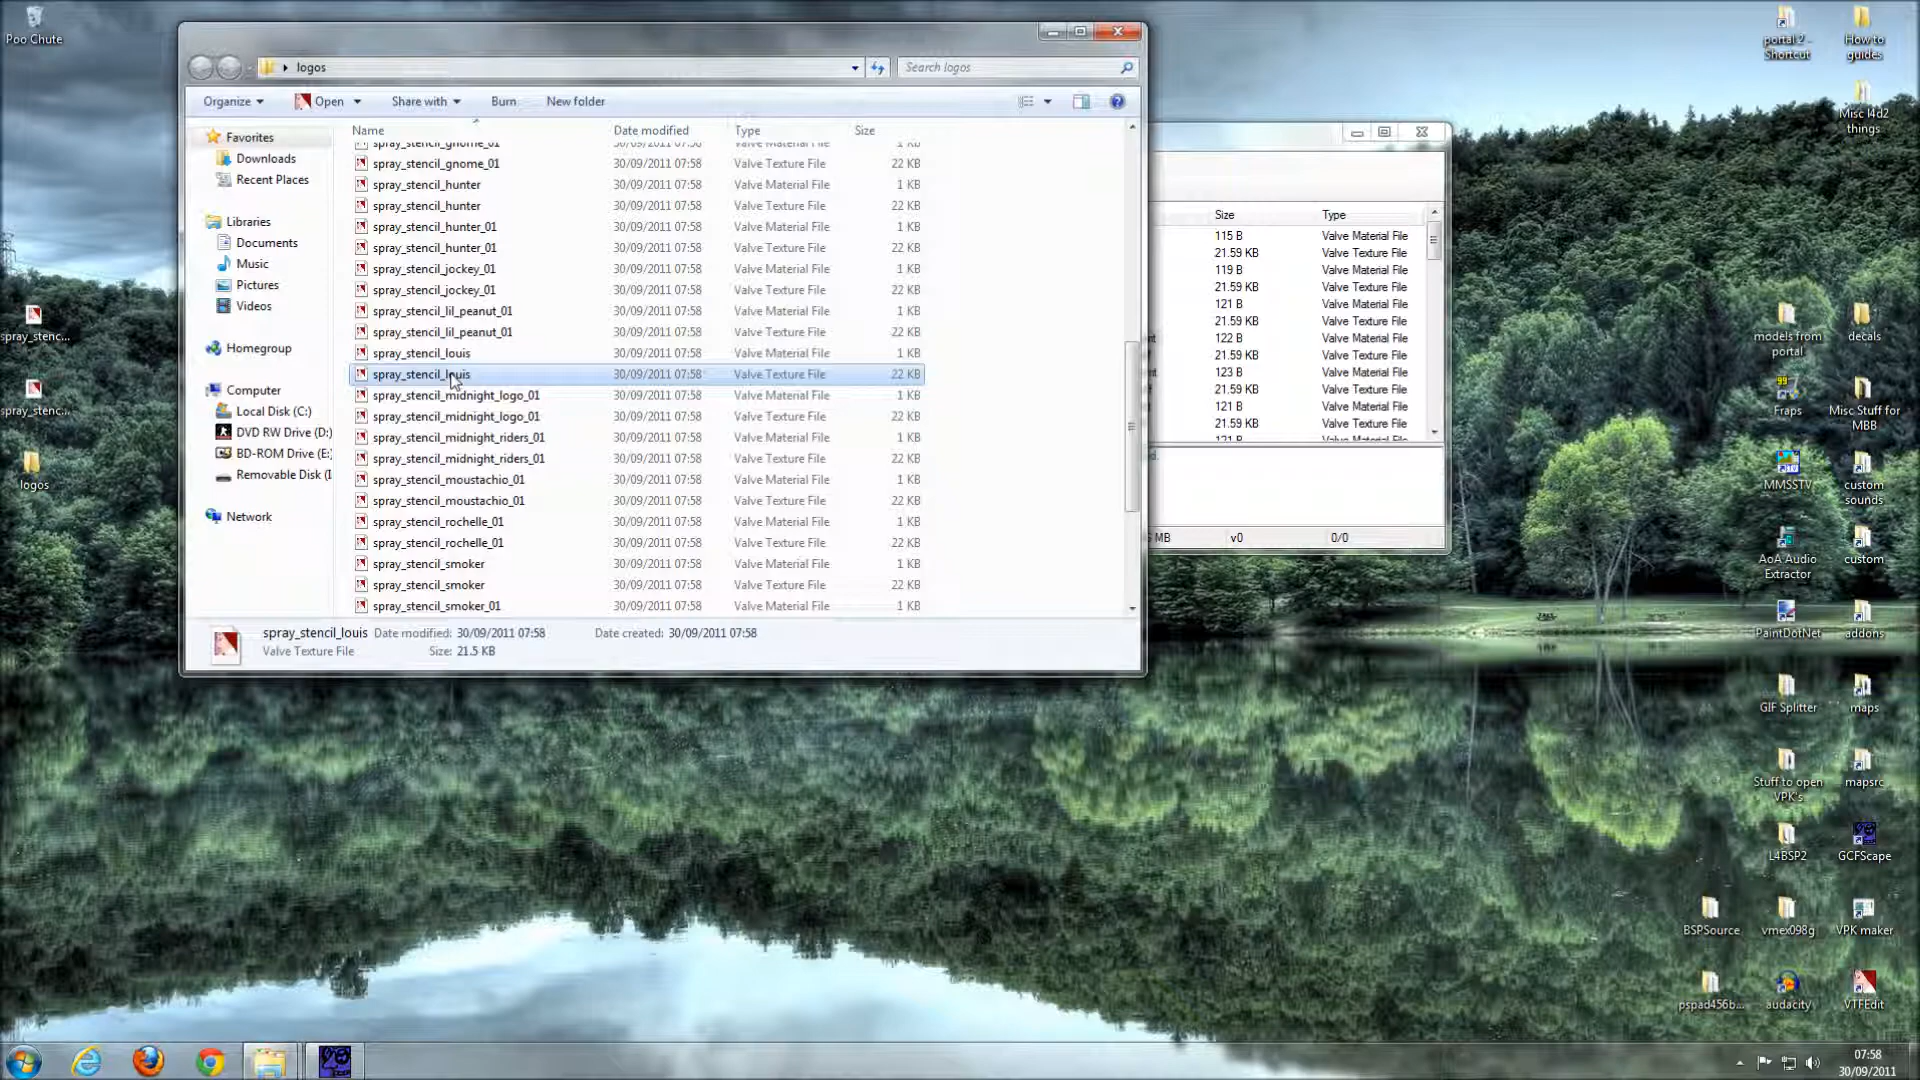 Poo Chute
portal 2 - Shortcut
How to guides
logos
Search logos
Organize
Open
Share with
Burn
New folder
Misc l4d2 things
Name Date modified Type Size
Favorites
Downloads
Recent Places
Libraries
Documents
Music
Pictures
Videos
Homegroup
Computer
Local Disk (C:)
DVD RW Drive (D:)
BD-ROM Drive (E:
Removable Disk (I
Network
spray_stencil_gnome_01 30/09/2011 07:58 Valve Material File 1 KB
spray_stencil_gnome_01 30/09/2011 07:58 Valve Texture File 22 KB
spray_stencil_hunter 30/09/2011 07:58 Valve Material File 1 KB
spray_stencil_hunter 30/09/2011 07:58 Valve Texture File 22 KB
spray_stencil_hunter_01 30/09/2011 07:58 Valve Material File 1 KB
spray_stencil_hunter_01 30/09/2011 07:58 Valve Texture File 22 KB
spray_stencil_jockey_01 30/09/2011 07:58 Valve Material File 1 KB
spray_stencil_jockey_01 30/09/2011 07:58 Valve Texture File 22 KB
spray_stencil_lil_peanut_01 30/09/2011 07:58 Valve Material File 1 KB
spray_stencil_lil_peanut_01 30/09/2011 07:58 Valve Texture File 22 KB
spray_stencil_louis 30/09/2011 07:58 Valve Material File 1 KB
spray_stencil_louis 30/09/2011 07:58 Valve Texture File 22 KB
spray_stencil_midnight_logo_01 30/09/2011 07:58 Valve Material File 1 KB
spray_stencil_midnight_logo_01 30/09/2011 07:58 Valve Texture File 22 KB
spray_stencil_midnight_riders_01 30/09/2011 07:58 Valve Material File 1 KB
spray_stencil_midnight_riders_01 30/09/2011 07:58 Valve Texture File 22 KB
spray_stencil_moustachio_01 30/09/2011 07:58 Valve Material File 1 KB
spray_stencil_moustachio_01 30/09/2011 07:58 Valve Texture File 22 KB
spray_stencil_rochelle_01 30/09/2011 07:58 Valve Material File 1 KB
spray_stencil_rochelle_01 30/09/2011 07:58 Valve Texture File 22 KB
spray_stencil_smoker 30/09/2011 07:58 Valve Material File 1 KB
spray_stencil_smoker 30/09/2011 07:58 Valve Texture File 22 KB
spray_stencil_smoker_01 30/09/2011 07:58 Valve Material File 1 KB
spray_stencil_louis Date modified: 30/09/2011 07:58 Date created: 30/09/2011 07:58
Valve Texture File Size: 21.5 KB
Size Type
115 B Valve Material File
21.59 KB Valve Texture File
119 B Valve Material File
21.59 KB Valve Texture File
121 B Valve Material File
21.59 KB Valve Texture File
122 B Valve Material File
21.59 KB Valve Texture File
123 B Valve Material File
21.59 KB Valve Texture File
121 B Valve Material File
21.59 KB Valve Texture File
121 B Valve Material File
MB v0 0/0
spray_stenc...
spray_stenc...
logos
models from portal
decals
Fraps
Misc Stuff for MBB
MMSSTV
custom sounds
AoA Audio Extractor
custom
PaintDotNet
addons
GIF Splitter
maps
Stuff to open VPK's
mapsrc
L4BSP2
GCFScape
BSPSource
vmex098g
VPK maker
pspad456b...
audacity
VTFEdit
07:58
30/09/2011